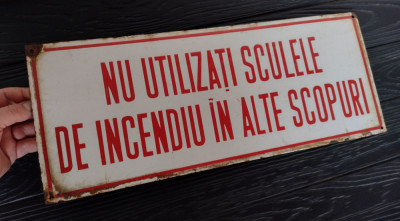 NU UTILIZAȚI SCULELE
DE INCENDIU ÎN ALTE SCOPURI